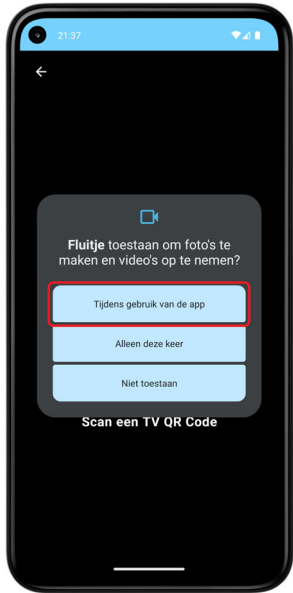 21:37
Fluitje toestaan om foto's te
maken en video's op te nemen?
Tijdens gebruik van de app
Alleen deze keer
Niet toestaan
Scan een TV QR Code